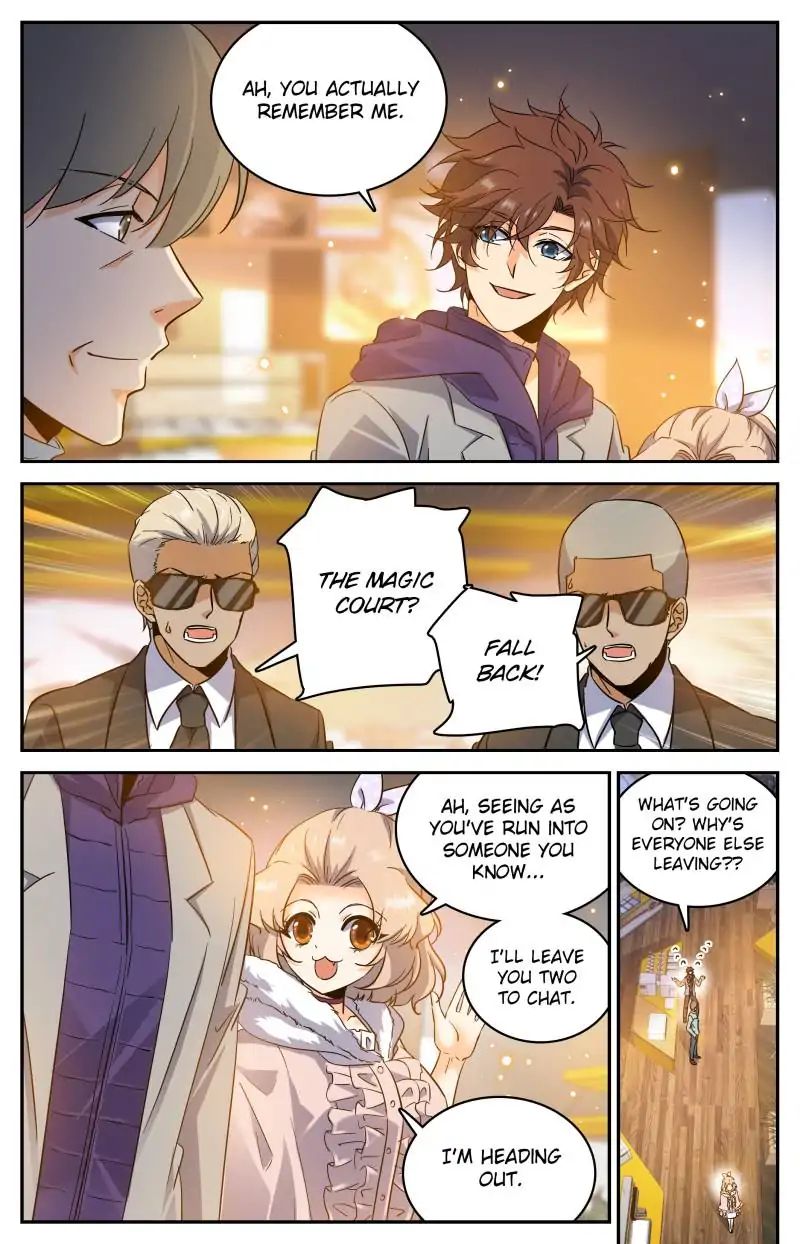 AH, YOU ACTUALLY
REMEMBER ME.
THE MAGIC
COURT?
FALL
BACK!
AH, SEEING AS
YOU'VE RUN INTO
SOMEONE YOU
KNOW...
I'LL LEAVE
YOU TWO
TO CHAT.
I'M HEADING
OUT.
WHAT'S GOING
ON? WHY'S
EVERYONE ELSE
LEAVING??